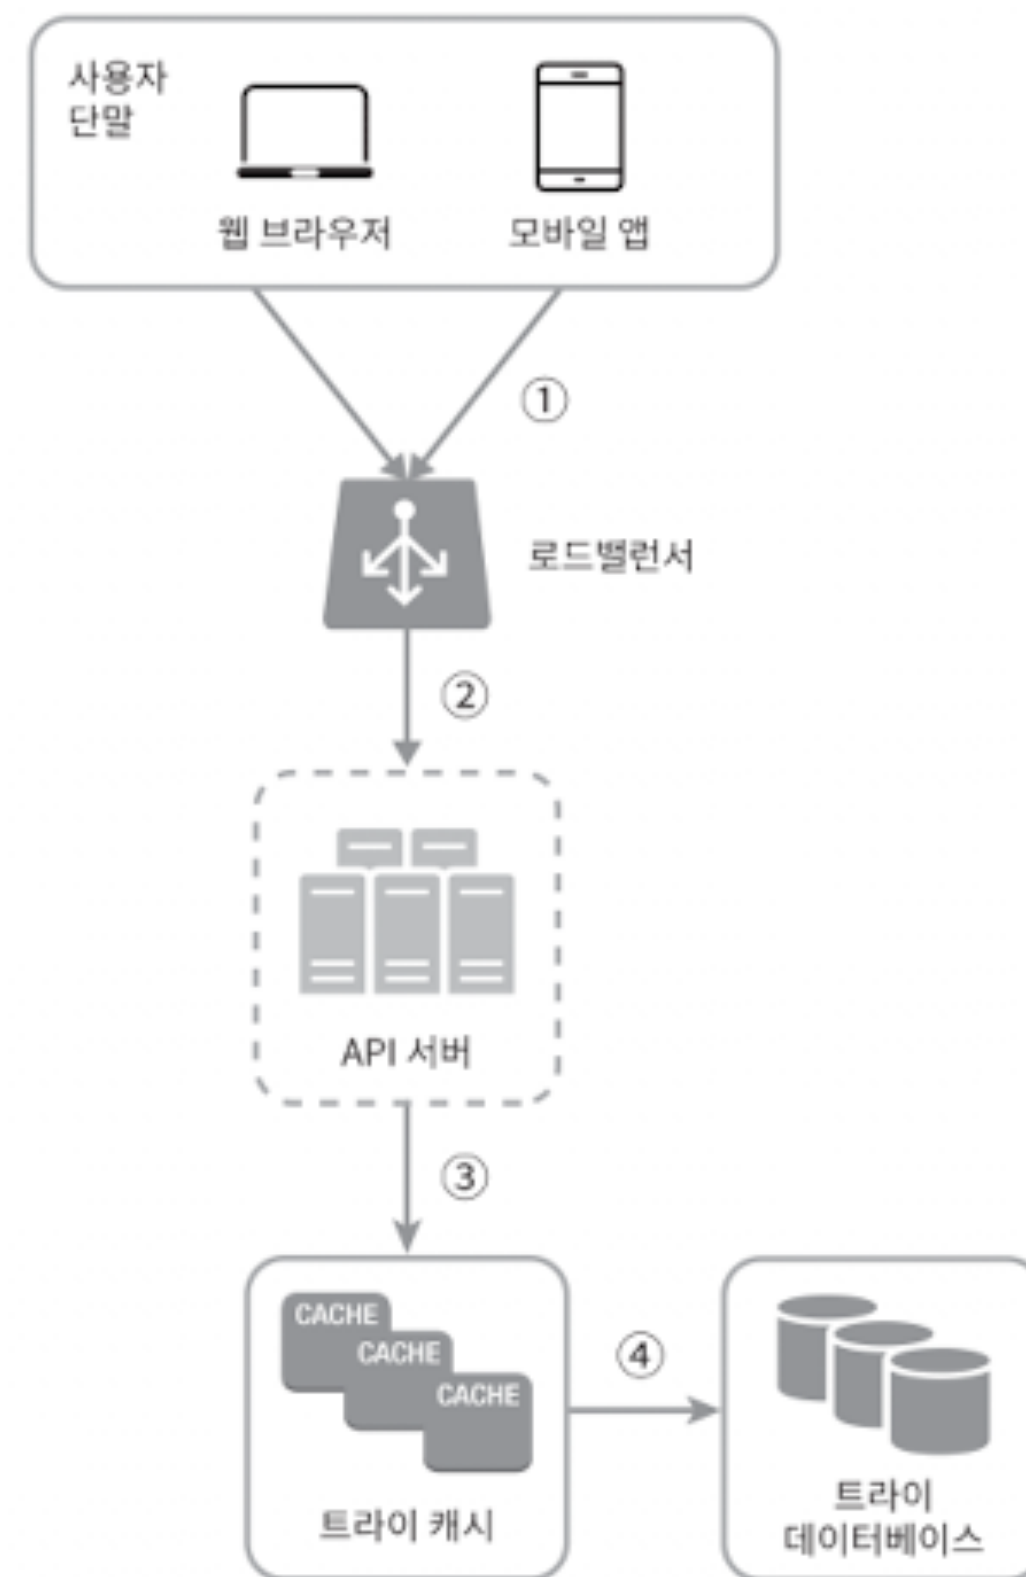 사용자
단말
웹 브라우저
모바일 앱
①
로드밸런서
②
API 서버
③
CACHE
CACHE
CACHE
④
트라이 캐시
트라이
데이터베이스